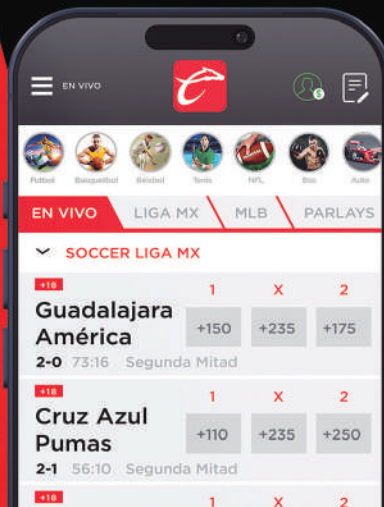 EN VIVO
Futbol Basquetbol Béisbol Tenis NFL Box Auto
EN VIVO LIGA MX MLB PARLAYS
SOCCER LIGA MX
+18
1 X 2
Guadalajara
América
+150 +235 +175
2-0 73:16 Segunda Mitad
+18
1 X 2
Cruz Azul
Pumas
+110 +235 +250
2-1 56:10 Segunda Mitad
+18
1 X 2